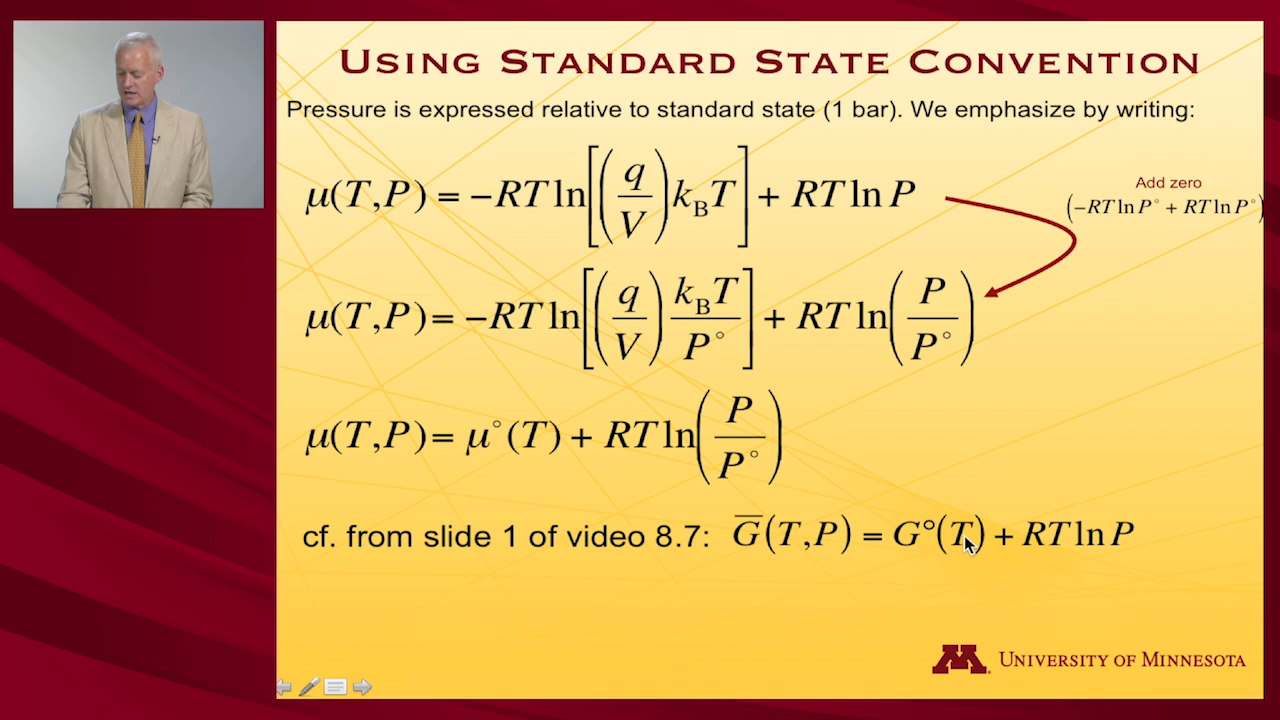 USING STANDARD STATE CONVENTION
Pressure is expressed relative to standard state (1 bar). We emphasize by writing:
μ(T,P) = −RT ln[(q/V) k_B T] + RT ln P
Add zero
(−RT ln P° + RT ln P°)
μ(T,P) = −RT ln[(q/V) k_B T/P°] + RT ln(P/P°)
μ(T,P) = μ°(T) + RT ln(P/P°)
cf. from slide 1 of video 8.7: G̅(T,P) = G°(T) + RT ln P
M
UNIVERSITY OF MINNESOTA